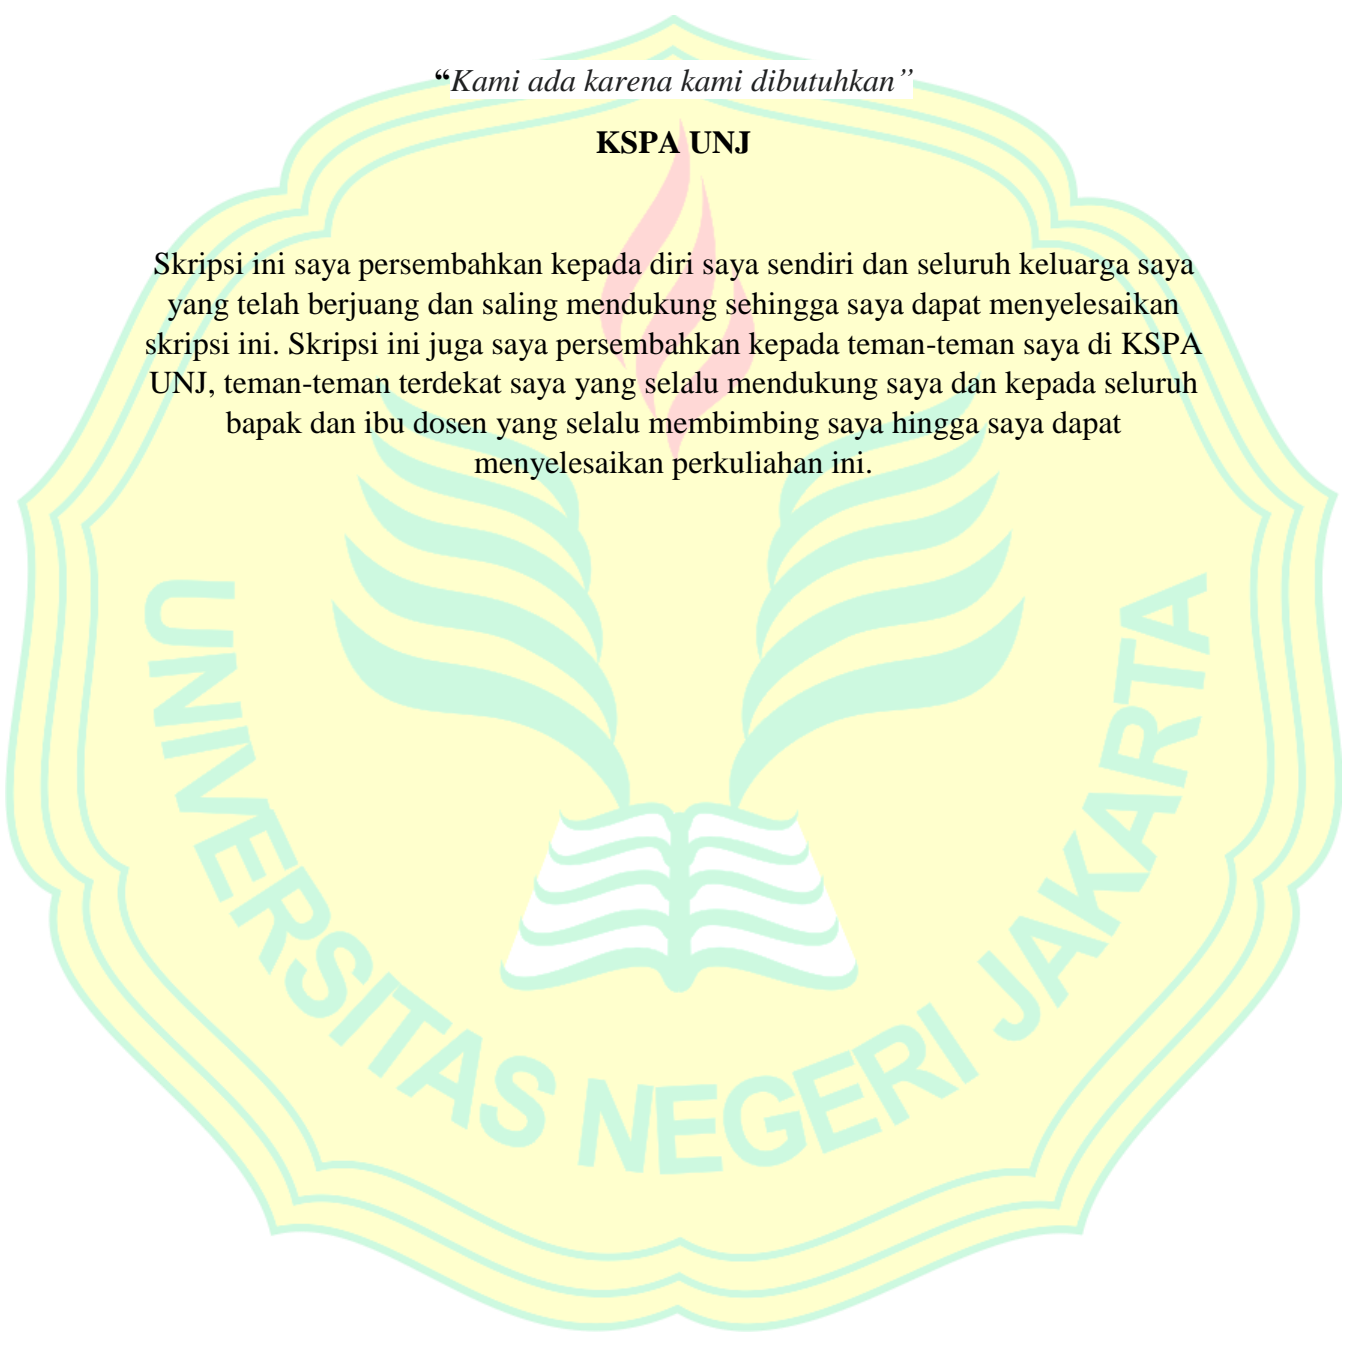 “Kami ada karena kami dibutuhkan”
KSPA UNJ
Skripsi ini saya persembahkan kepada diri saya sendiri dan seluruh keluarga saya
yang telah berjuang dan saling mendukung sehingga saya dapat menyelesaikan
skripsi ini. Skripsi ini juga saya persembahkan kepada teman-teman saya di KSPA
UNJ, teman-teman terdekat saya yang selalu mendukung saya dan kepada seluruh
bapak dan ibu dosen yang selalu membimbing saya hingga saya dapat
menyelesaikan perkuliahan ini.
UNIVERSITAS NEGERI JAKARTA